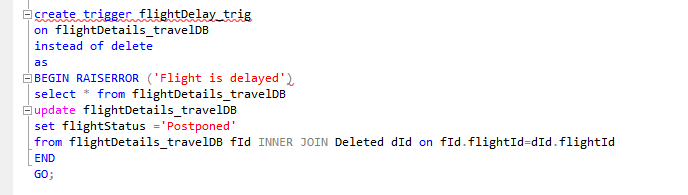 create trigger flightDelay_trig
on flightDetails_travelDB
instead of delete
as
BEGIN RAISERROR ('Flight is delayed')
select * from flightDetails_travelDB
update flightDetails_travelDB
set flightStatus ='Postponed'
from flightDetails_travelDB fId INNER JOIN Deleted dId on fId.flightId=dId.flightId
END
GO;